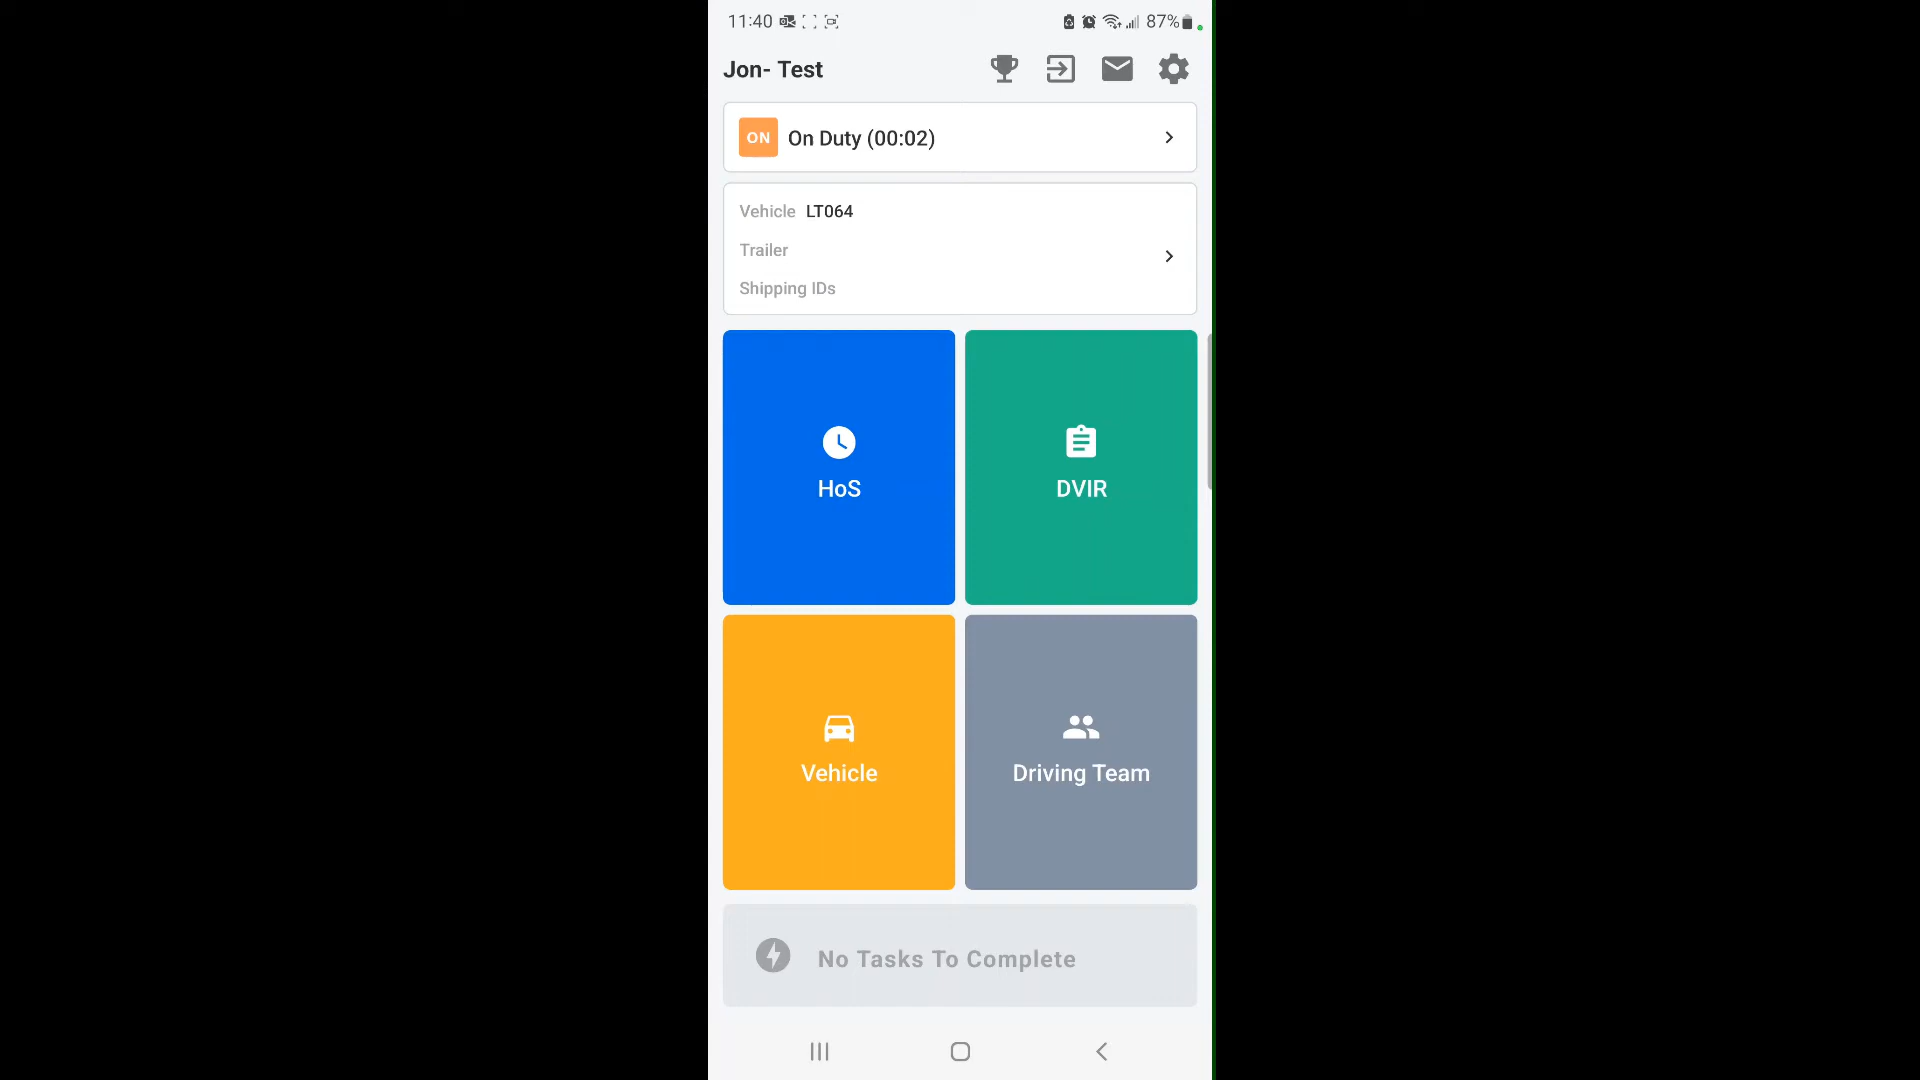 11:40
87%
Jon- Test
ON
On Duty (00:02)
Vehicle LT064
Trailer
Shipping IDs
HoS
DVIR
Vehicle
Driving Team
No Tasks To Complete